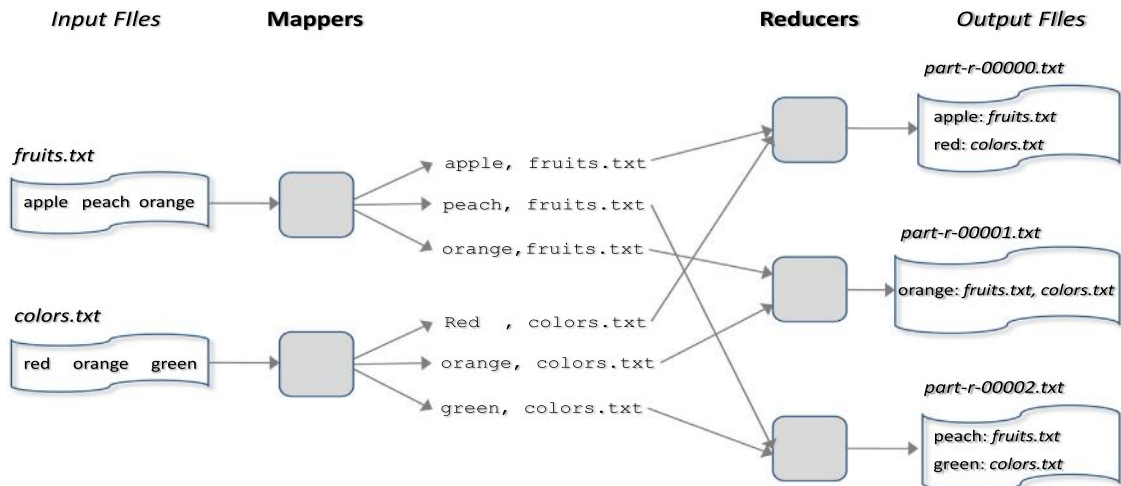 Input FIles
Mappers
Reducers
Output FIles
fruits.txt
apple peach orange
colors.txt
red orange green
apple, fruits.txt
peach, fruits.txt
orange,fruits.txt
Red , colors.txt
orange, colors.txt
green, colors.txt
part-r-00000.txt
apple: fruits.txt
red: colors.txt
part-r-00001.txt
orange: fruits.txt, colors.txt
part-r-00002.txt
peach: fruits.txt
green: colors.txt